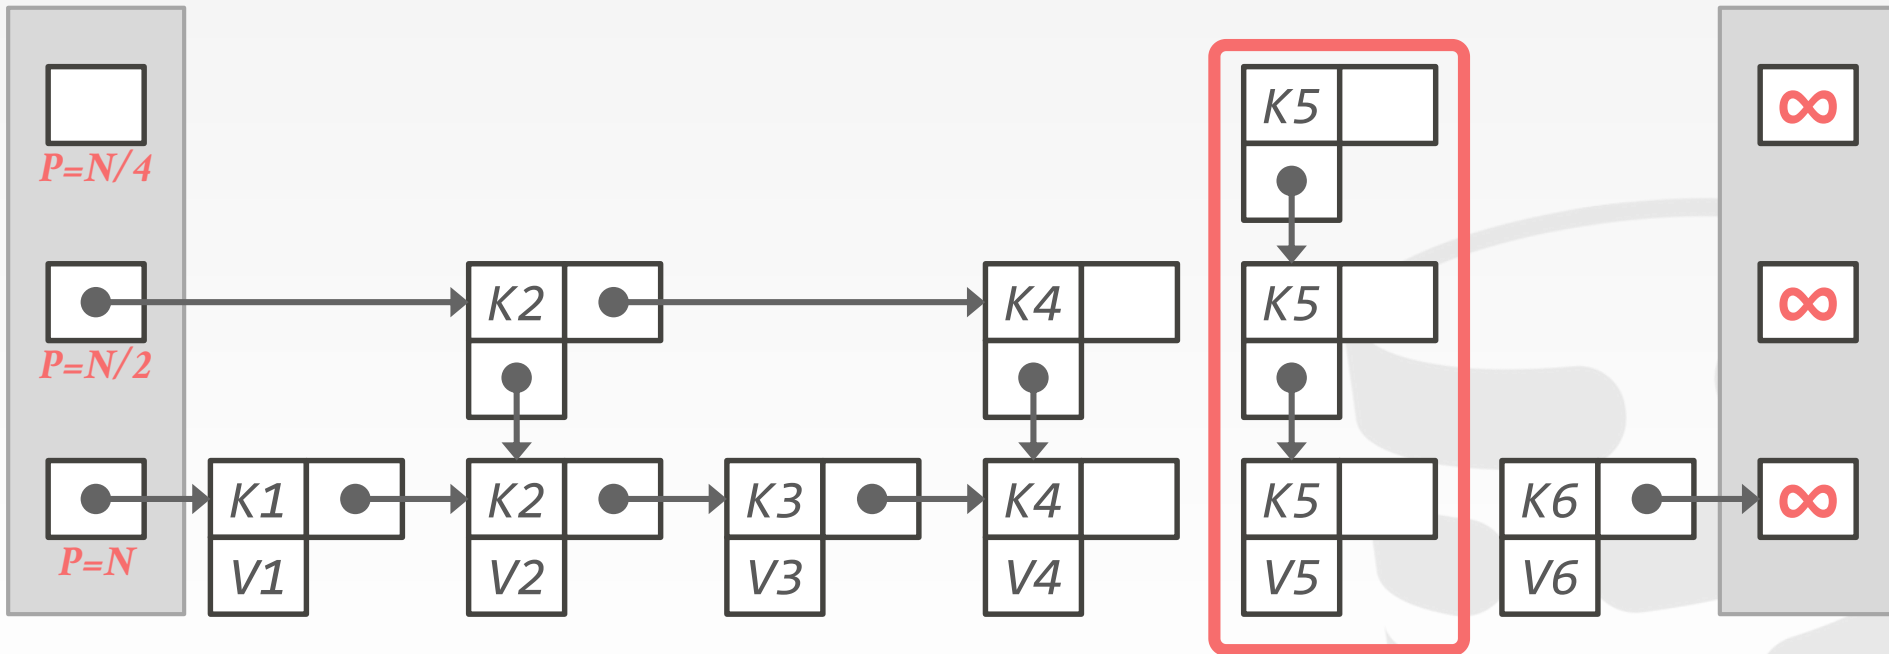 K5 ∞
P=N/4
K2 K4 K5 ∞
P=N/2
K1 K2 K3 K4 K5 K6 ∞
P=N
V1 V2 V3 V4 V5 V6